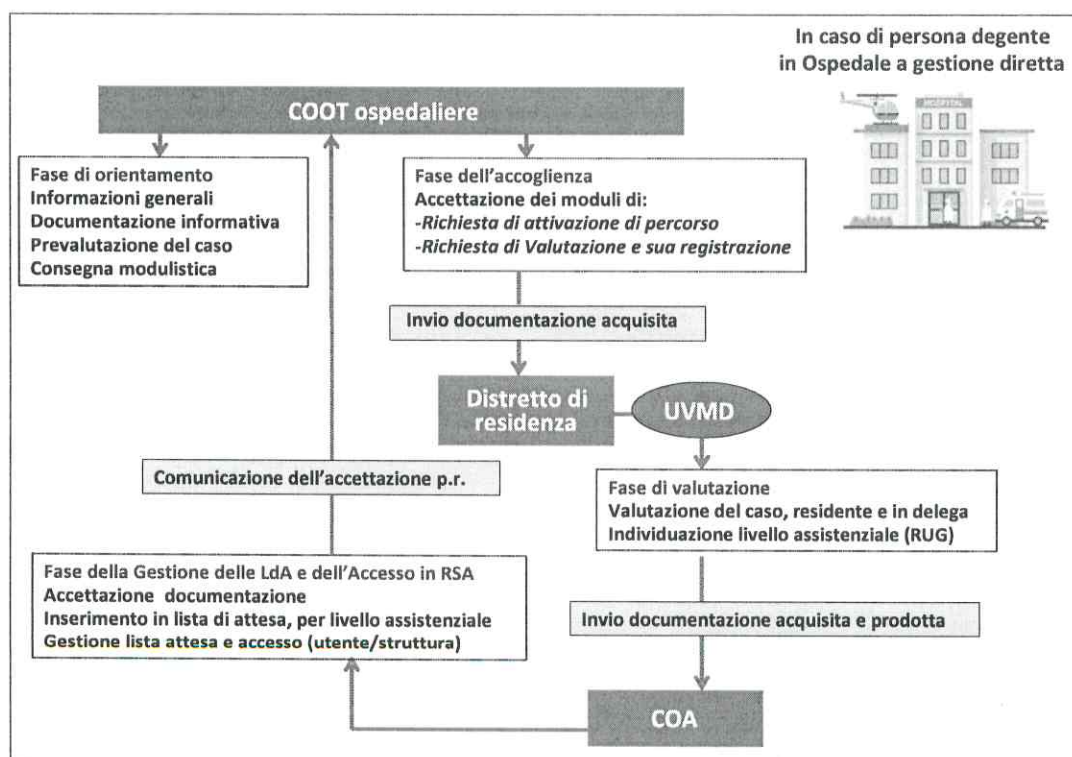 In caso di persona degente
in Ospedale a gestione diretta
HOSPITAL
COOT ospedaliere
Fase di orientamento
Informazioni generali
Documentazione informativa
Prevalutazione del caso
Consegna modulistica
Fase dell'accoglienza
Accettazione dei moduli di:
-Richiesta di attivazione di percorso
-Richiesta di Valutazione e sua registrazione
Invio documentazione acquisita
Distretto di
residenza
UVMD
Comunicazione dell'accettazione p.r.
Fase di valutazione
Valutazione del caso, residente e in delega
Individuazione livello assistenziale (RUG)
Fase della Gestione delle LdA e dell'Accesso in RSA
Accettazione documentazione
Inserimento in lista di attesa, per livello assistenziale
Gestione lista attesa e accesso (utente/struttura)
Invio documentazione acquisita e prodotta
COA